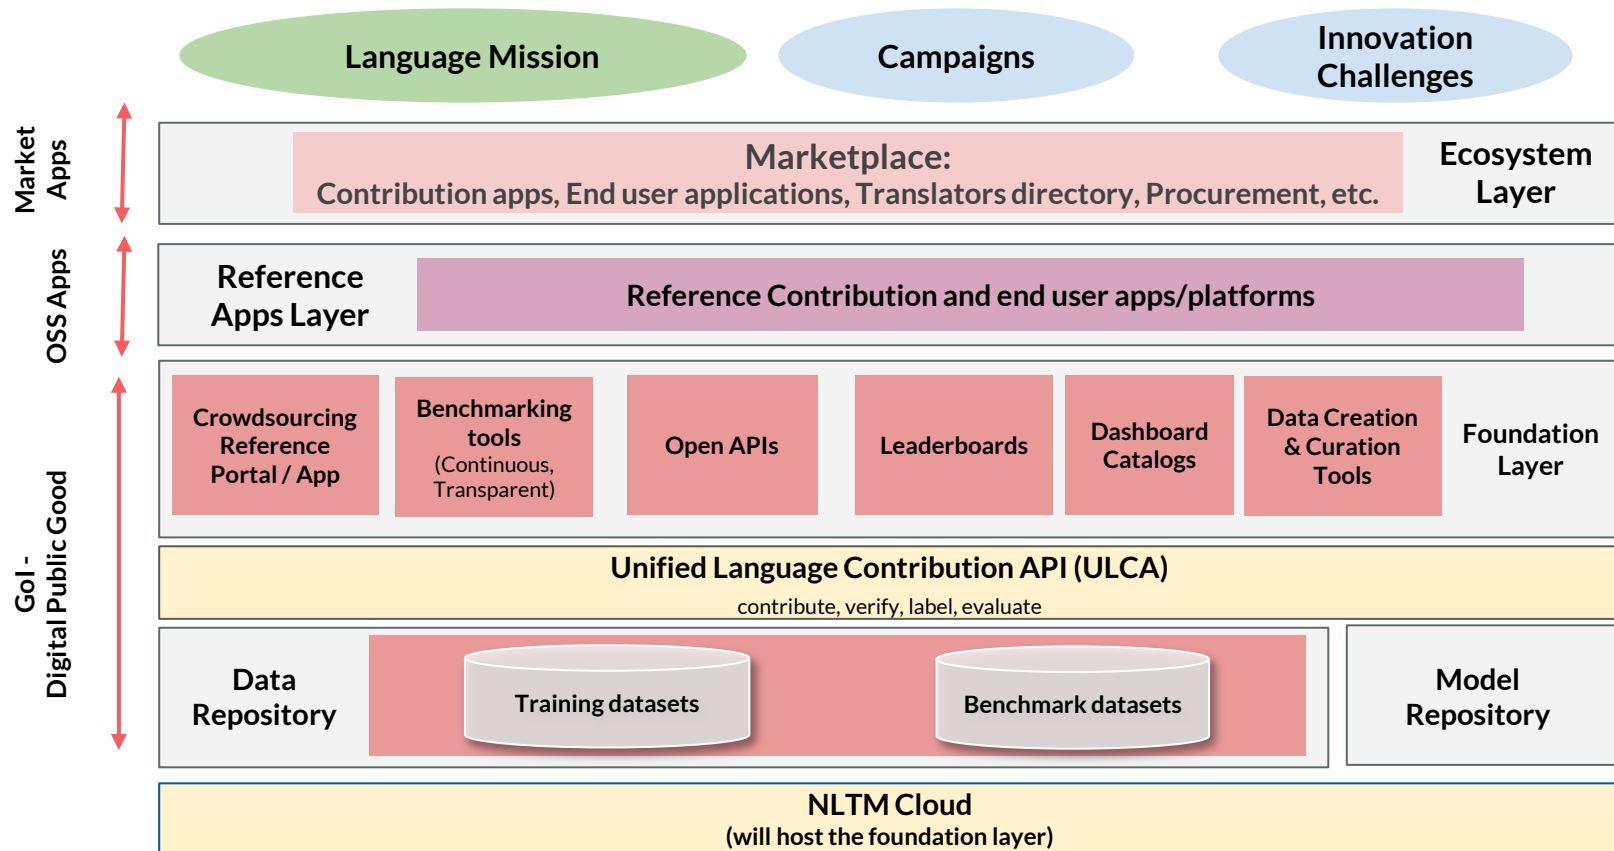 Language Mission
Campaigns
Innovation
Challenges
Market
Apps
Marketplace:
Contribution apps, End user applications, Translators directory, Procurement, etc.
Ecosystem
Layer
OSS Apps
Reference
Apps Layer
Reference Contribution and end user apps/platforms
GoI -
Digital Public Good
Crowdsourcing
Reference
Portal / App
Benchmarking
tools
(Continuous,
Transparent)
Open APIs
Leaderboards
Dashboard
Catalogs
Data Creation
& Curation
Tools
Foundation
Layer
Unified Language Contribution API (ULCA)
contribute, verify, label, evaluate
Data
Repository
Training datasets
Benchmark datasets
Model
Repository
NLTM Cloud
(will host the foundation layer)